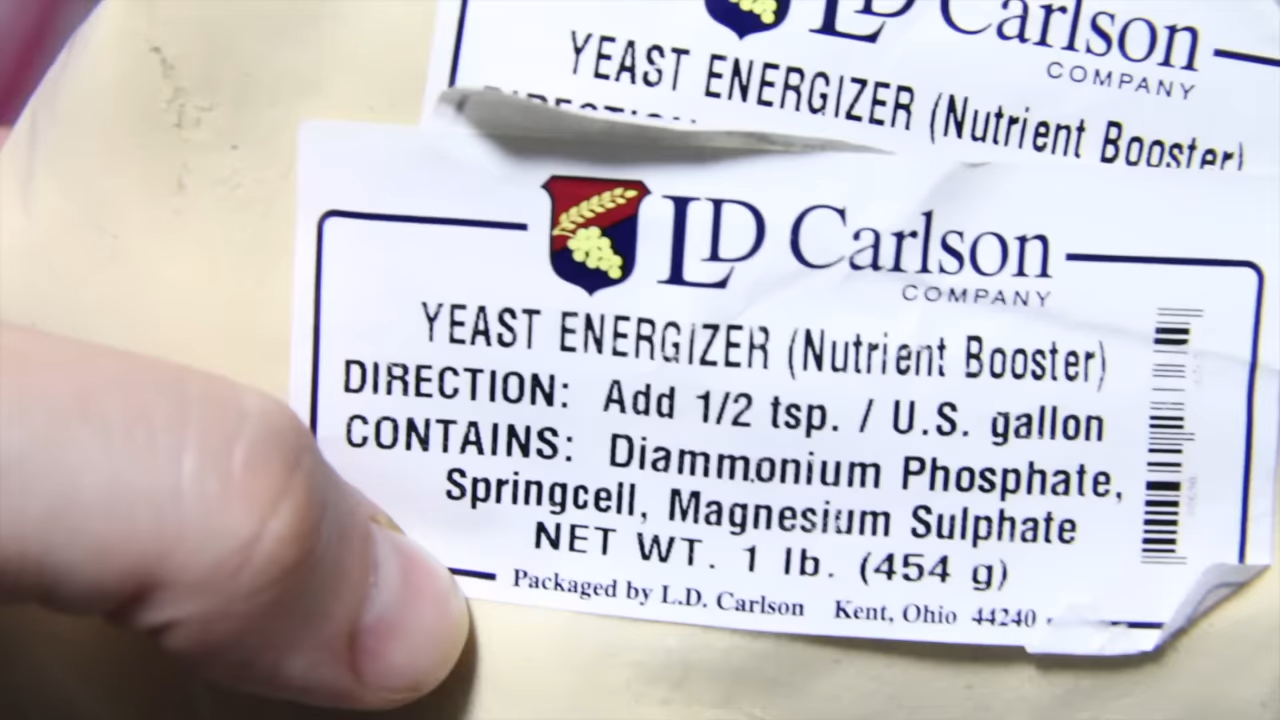 LD Carlson
COMPANY
YEAST ENERGIZER (Nutrient Booster)
LD Carlson
COMPANY
YEAST ENERGIZER (Nutrient Booster)
DIRECTION: Add 1/2 tsp. / U.S. gallon
CONTAINS: Diammonium Phosphate,
Springcell, Magnesium Sulphate
NET WT. 1 lb. (454 g)
Packaged by L.D. Carlson Kent, Ohio 44240